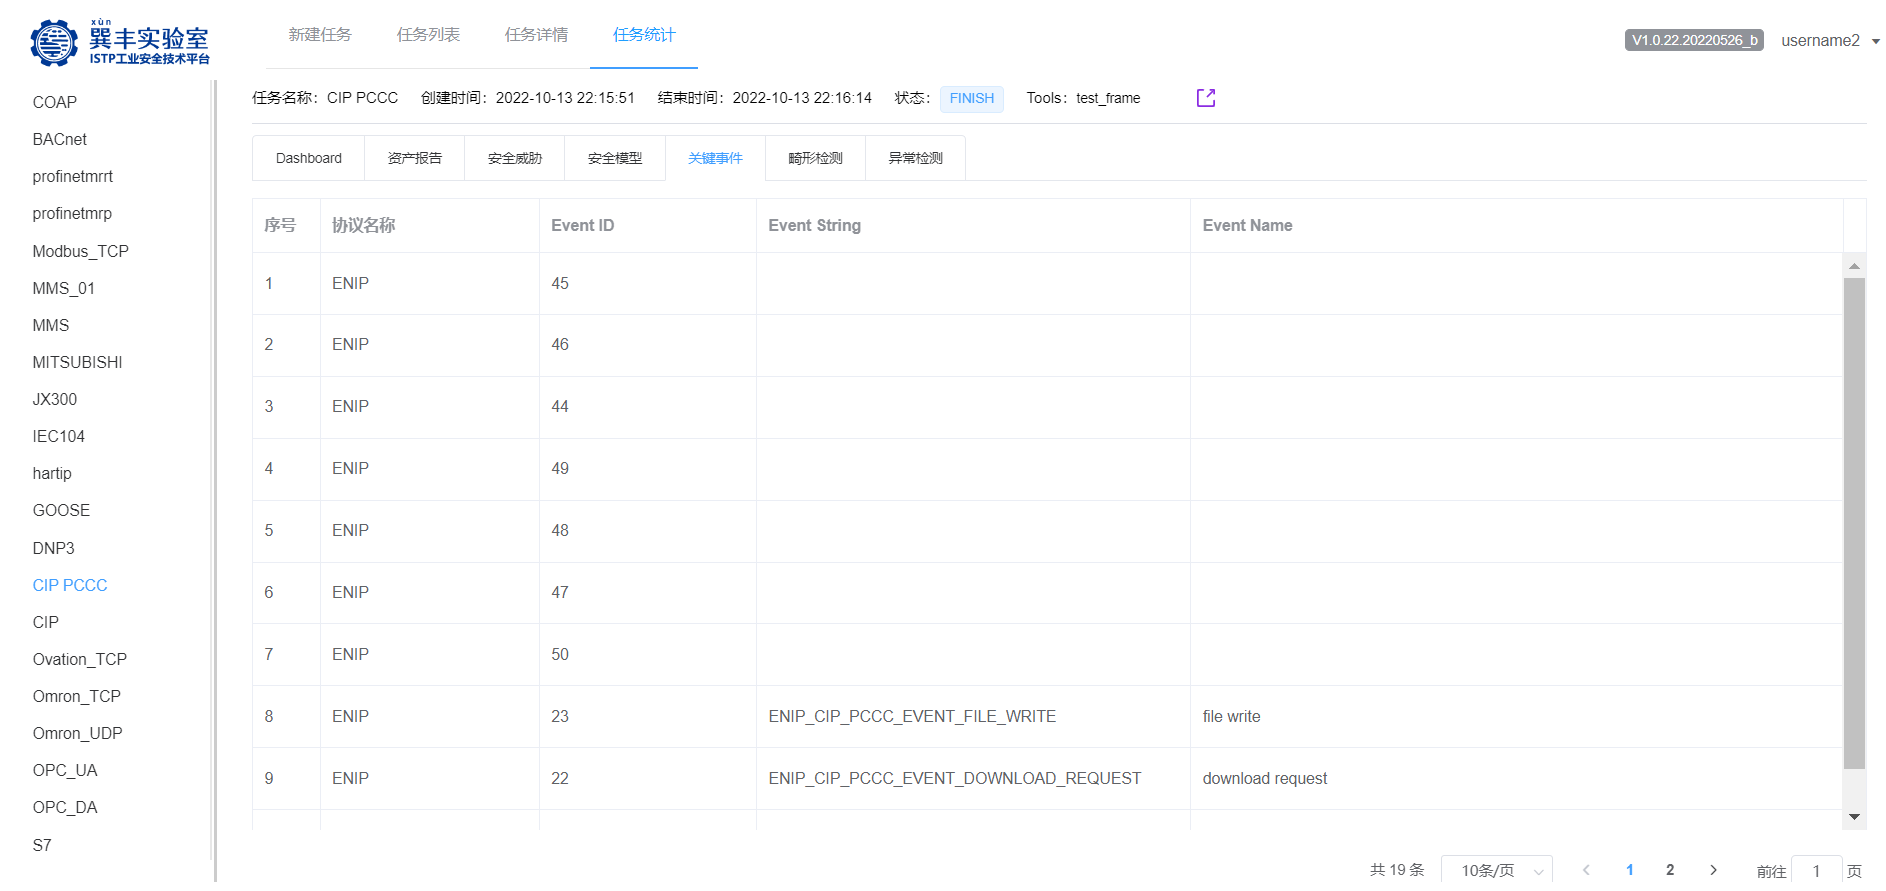 xùn
巽丰实验室
ISTP工业安全技术平台
新建任务 任务列表 任务详情 任务统计
V1.0.22.20220526_b username2
COAP
BACnet
profinetmrrt
profinetmrp
Modbus_TCP
MMS_01
MMS
MITSUBISHI
JX300
IEC104
hartip
GOOSE
DNP3
CIP PCCC
CIP
Ovation_TCP
Omron_TCP
Omron_UDP
OPC_UA
OPC_DA
S7
任务名称：CIP PCCC 创建时间：2022-10-13 22:15:51 结束时间：2022-10-13 22:16:14 状态：FINISH Tools：test_frame
Dashboard 资产报告 安全威胁 安全模型 关键事件 畸形检测 异常检测
序号 协议名称 Event ID Event String Event Name
1 ENIP 45
2 ENIP 46
3 ENIP 44
4 ENIP 49
5 ENIP 48
6 ENIP 47
7 ENIP 50
8 ENIP 23 ENIP_CIP_PCCC_EVENT_FILE_WRITE file write
9 ENIP 22 ENIP_CIP_PCCC_EVENT_DOWNLOAD_REQUEST download request
共 19 条 10条/页 1 2 前往 1 页